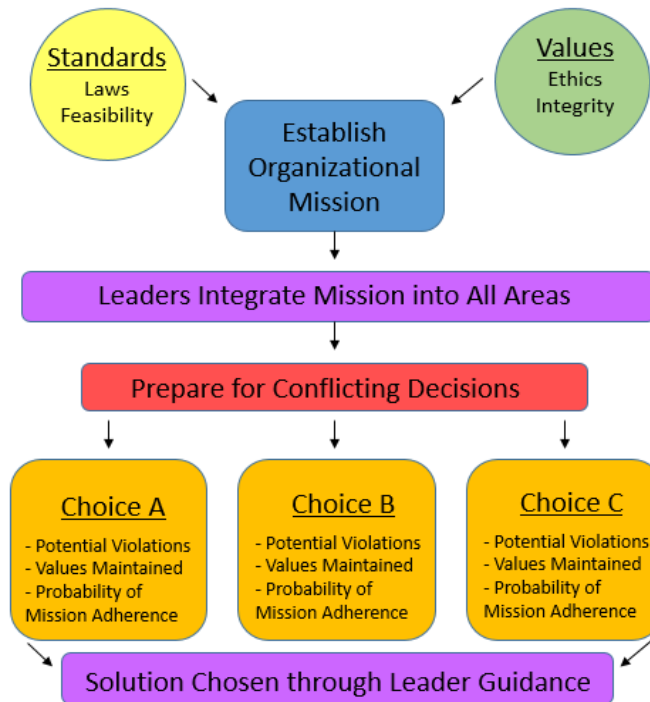 Standards
Laws
Feasibility
Values
Ethics
Integrity
Establish
Organizational
Mission
Leaders Integrate Mission into All Areas
Prepare for Conflicting Decisions
Choice A
- Potential Violations
- Values Maintained
- Probability of
Mission Adherence
Choice B
- Potential Violations
- Values Maintained
- Probability of
Mission Adherence
Choice C
- Potential Violations
- Values Maintained
- Probability of
Mission Adherence
Solution Chosen through Leader Guidance